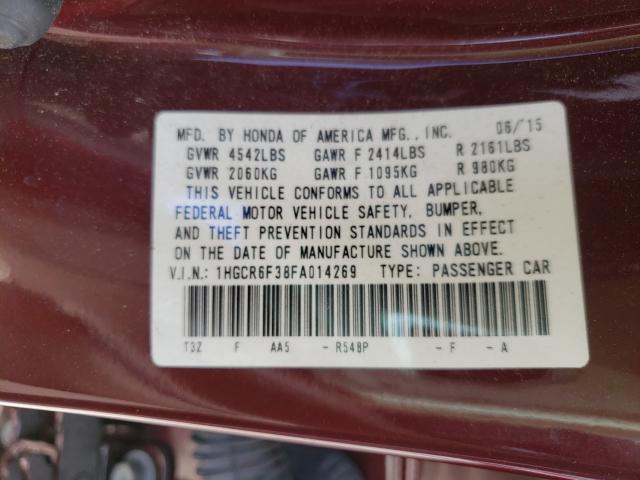 MFD. BY HONDA OF AMERICA MFG., INC. 06/15
GVWR 4542LBS GAWR F 2414LBS R 2161LBS
GVWR 2060KG GAWR F 1095KG R 980KG
THIS VEHICLE CONFORMS TO ALL APPLICABLE
FEDERAL MOTOR VEHICLE SAFETY, BUMPER,
AND THEFT PREVENTION STANDARDS IN EFFECT
ON THE DATE OF MANUFACTURE SHOWN ABOVE.
V.I.N.: 1HGCR6F38FA014269 TYPE: PASSENGER CAR
T3Z F AA5 - R548P - F - A